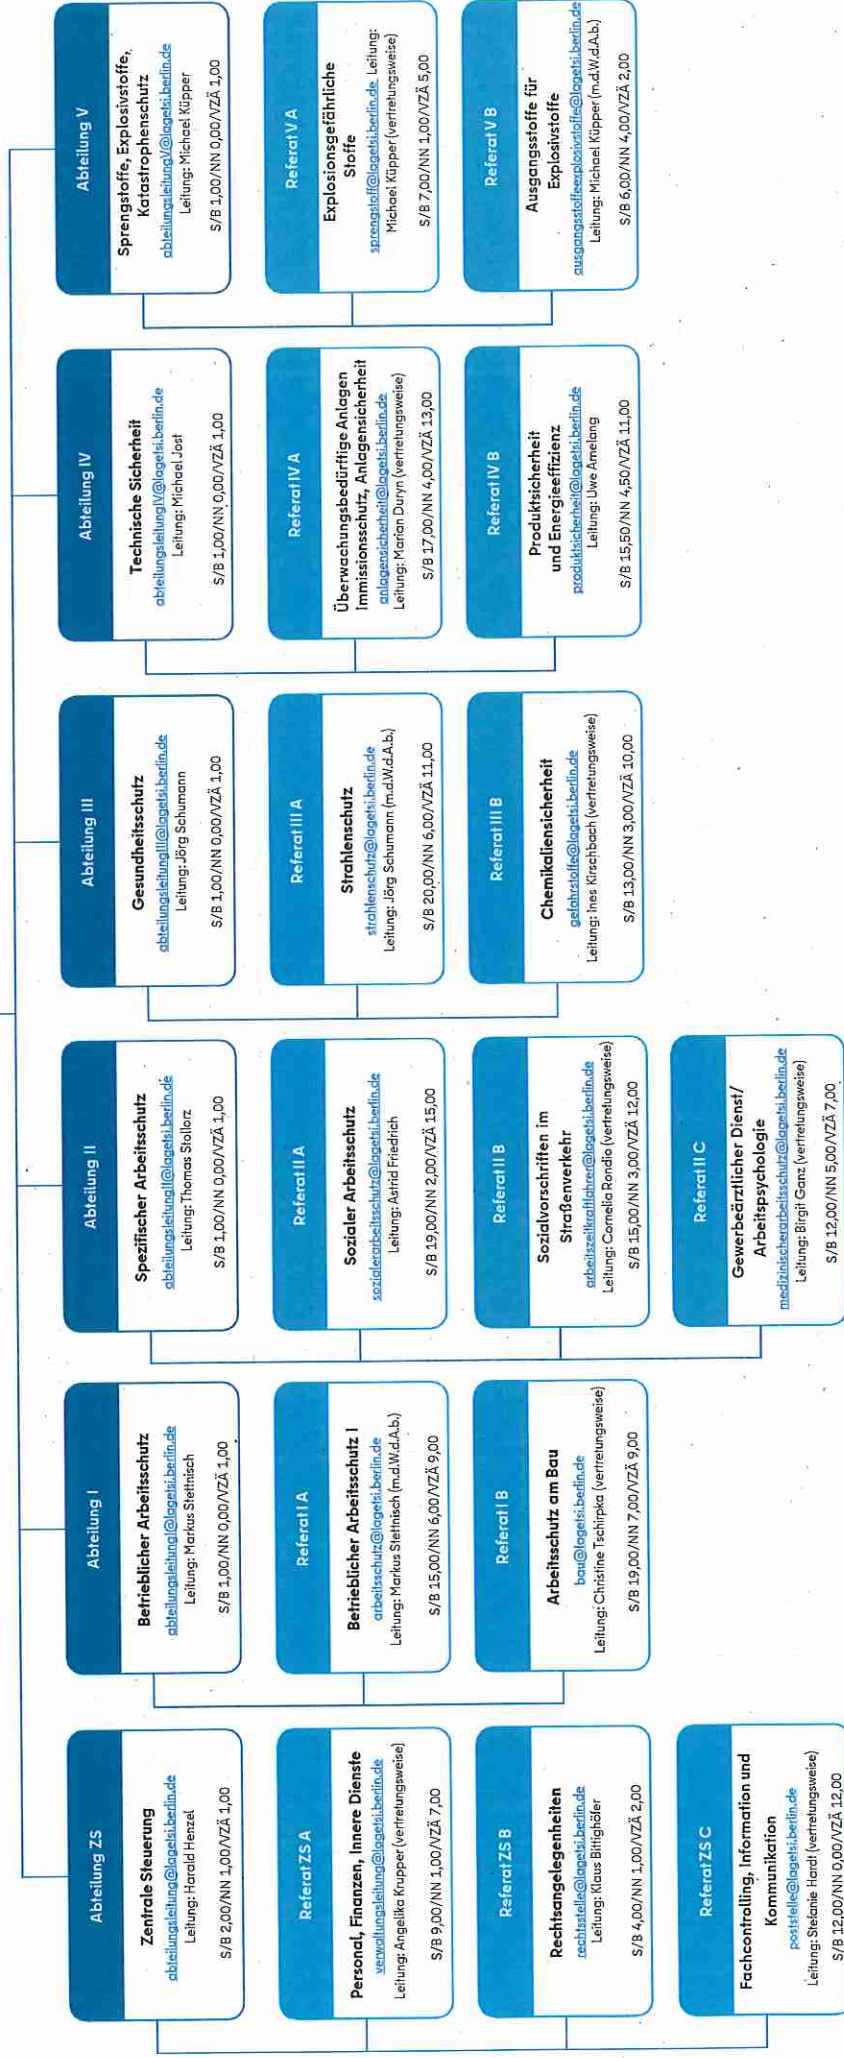 Abteilung ZS
Zentrale Steuerung
abteilungsleitung@lagetsi.berlin.de
Leitung: Harald Henzel
S/B 2,00/NN 1,00/VZÄ 1,00
Referat ZS A
Personal, Finanzen, Innere Dienste
verwaltungsleitung@lagetsi.berlin.de
Leitung: Angelika Krupper (vertretungsweise)
S/B 9,00/NN 1,00/VZÄ 7,00
Referat ZS B
Rechtsangelegenheiten
rechtsstelle@lagetsi.berlin.de
Leitung: Klaus Bittighöfer
S/B 4,00/NN 1,00/VZÄ 2,00
Referat ZS C
Fachcontrolling, Information und
Kommunikation
poststelle@lagetsi.berlin.de
Leitung: Stefanie Hardt (vertretungsweise)
S/B 12,00/NN 0,00/VZÄ 12,00
Abteilung I
Betrieblicher Arbeitsschutz
abteilungsleitungI@lagetsi.berlin.de
Leitung: Markus Stettnisch
S/B 1,00/NN 0,00/VZÄ 1,00
Referat I A
Betrieblicher Arbeitsschutz I
arbeitsschutz@lagetsi.berlin.de
Leitung: Markus Stettnisch (m.d.W.d.A.b.)
S/B 15,00/NN 6,00/VZÄ 9,00
Referat I B
Arbeitsschutz am Bau
bau@lagetsi.berlin.de
Leitung: Christine Tschirpka (vertretungsweise)
S/B 19,00/NN 7,00/VZÄ 9,00
Abteilung II
Spezifischer Arbeitsschutz
abteilungsleitungII@lagetsi.berlin.de
Leitung: Thomas Stollorz
S/B 1,00/NN 0,00/VZÄ 1,00
Referat II A
Sozialer Arbeitsschutz
sozialerarbeitsschutz@lagetsi.berlin.de
Leitung: Astrid Friedrich
S/B 19,00/NN 2,00/VZÄ 15,00
Referat II B
Sozialvorschriften im
Straßenverkehr
arbeitszeitkraftfahrer@lagetsi.berlin.de
Leitung: Cornelia Rondio (vertretungsweise)
S/B 15,00/NN 3,00/VZÄ 12,00
Referat II C
Gewerbeärztlicher Dienst/
Arbeitspsychologie
medizinischerarbeitsschutz@lagetsi.berlin.de
Leitung: Birgit Ganz (vertretungsweise)
S/B 12,00/NN 5,00/VZÄ 7,00
Abteilung III
Gesundheitsschutz
abteilungsleitungIII@lagetsi.berlin.de
Leitung: Jörg Schumann
S/B 1,00/NN 0,00/VZÄ 1,00
Referat III A
Strahlenschutz
strahlenschutz@lagetsi.berlin.de
Leitung: Jörg Schumann (m.d.W.d.A.b.)
S/B 20,00/NN 6,00/VZÄ 11,00
Referat III B
Chemikaliensicherheit
gefahrstoffe@lagetsi.berlin.de
Leitung: Ines Kirschbach (vertretungsweise)
S/B 13,00/NN 3,00/VZÄ 10,00
Abteilung IV
Technische Sicherheit
abteilungsleitungIV@lagetsi.berlin.de
Leitung: Michael Jost
S/B 1,00/NN 0,00/VZÄ 1,00
Referat IV A
Überwachungsbedürftige Anlagen
Immissionsschutz, Anlagensicherheit
anlagensicherheit@lagetsi.berlin.de
Leitung: Marian Duryn (vertretungsweise)
S/B 17,00/NN 4,00/VZÄ 13,00
Referat IV B
Produktsicherheit
und Energieeffizienz
produktsicherheit@lagetsi.berlin.de
Leitung: Uwe Amelang
S/B 15,50/NN 4,50/VZÄ 11,00
Abteilung V
Sprengstoffe, Explosivstoffe,
Katastrophenschutz
abteilungsleitungV@lagetsi.berlin.de
Leitung: Michael Küpper
S/B 1,00/NN 0,00/VZÄ 1,00
Referat V A
Explosionsgefährliche
Stoffe
sprengstoff@lagetsi.berlin.de Leitung:
Michael Küpper (vertretungsweise)
S/B 7,00/NN 1,00/VZÄ 5,00
Referat V B
Ausgangsstoffe für
Explosivstoffe
ausgangsstoffeexplosivstoffe@lagetsi.berlin.de
Leitung: Michael Küpper (m.d.W.d.A.b.)
S/B 6,00/NN 4,00/VZÄ 2,00